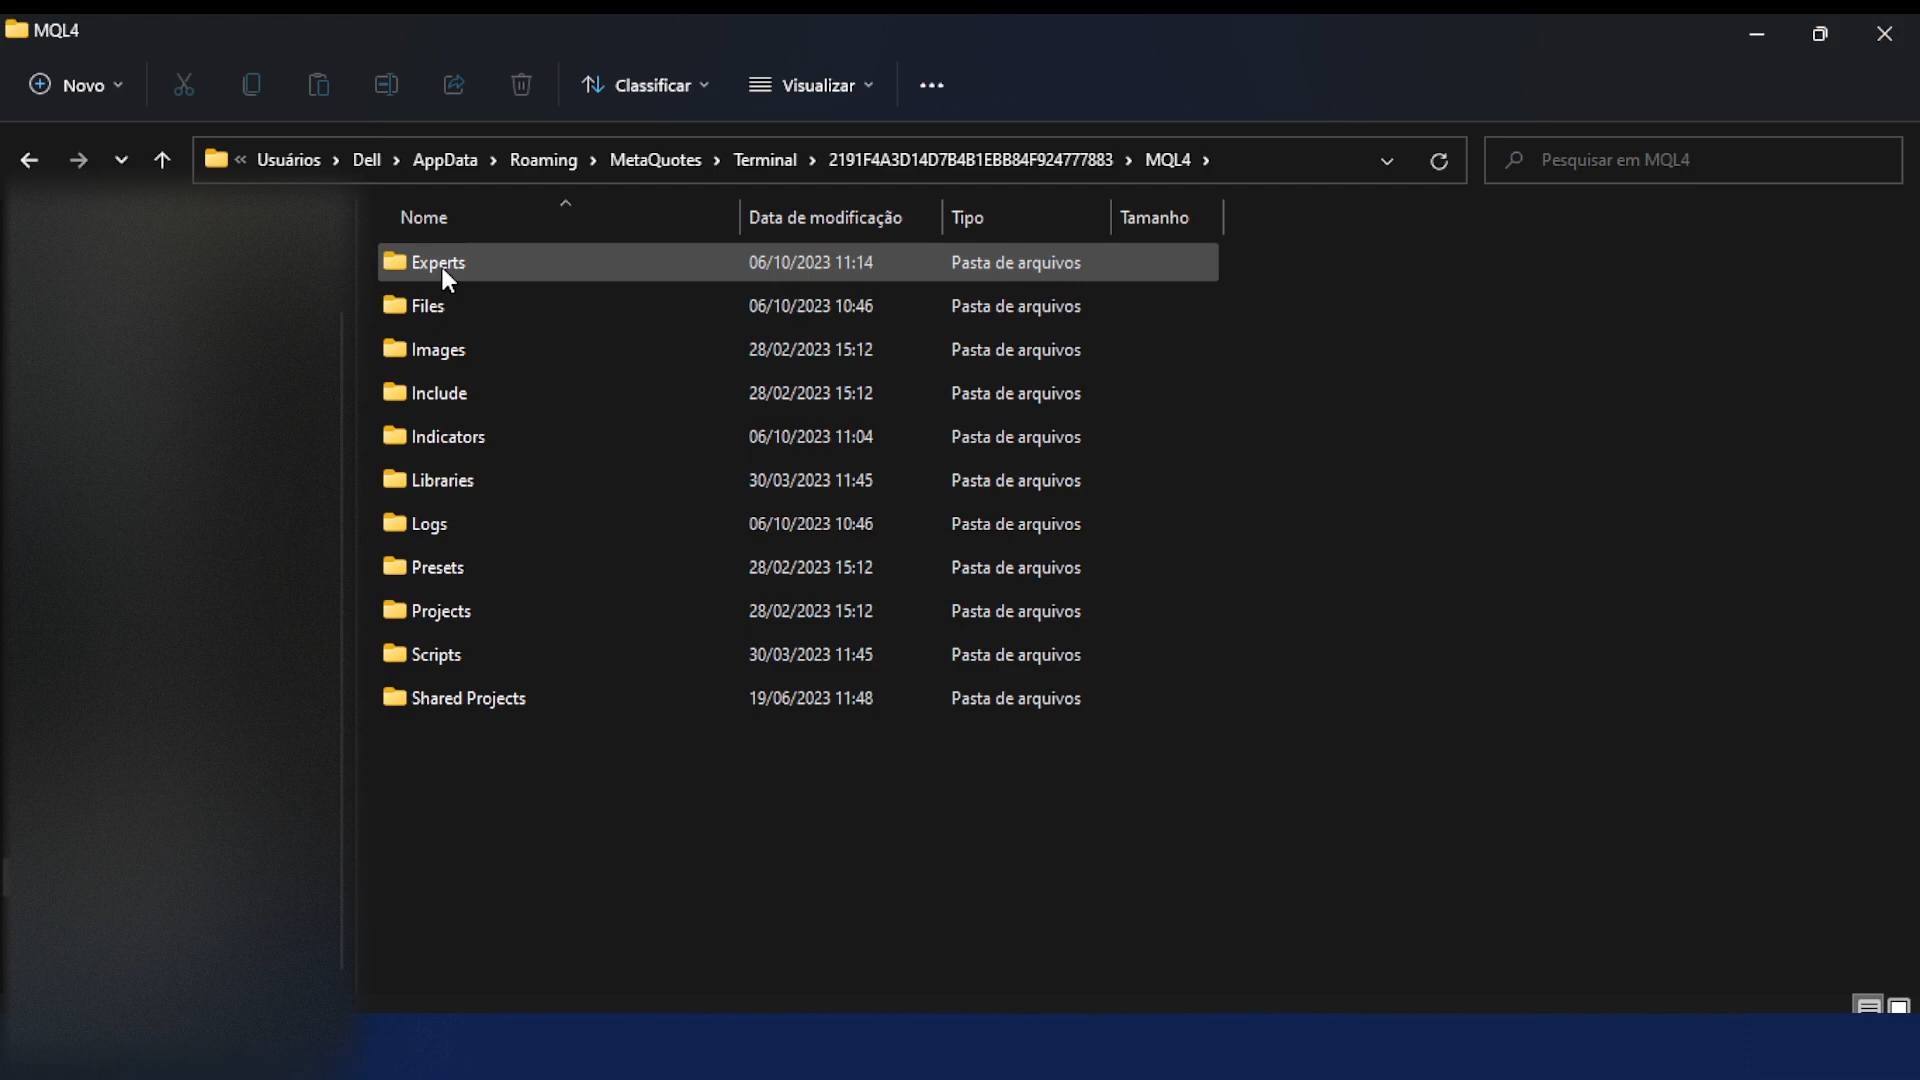 MQL4
Novo Classificar Visualizar
« Usuários › Dell › AppData › Roaming › MetaQuotes › Terminal › 2191F4A3D14D7B4B1EBB84F924777883 › MQL4 › Pesquisar em MQL4
Nome Data de modificação Tipo Tamanho
Experts 06/10/2023 11:14 Pasta de arquivos
Files 06/10/2023 10:46 Pasta de arquivos
Images 28/02/2023 15:12 Pasta de arquivos
Include 28/02/2023 15:12 Pasta de arquivos
Indicators 06/10/2023 11:04 Pasta de arquivos
Libraries 30/03/2023 11:45 Pasta de arquivos
Logs 06/10/2023 10:46 Pasta de arquivos
Presets 28/02/2023 15:12 Pasta de arquivos
Projects 28/02/2023 15:12 Pasta de arquivos
Scripts 30/03/2023 11:45 Pasta de arquivos
Shared Projects 19/06/2023 11:48 Pasta de arquivos